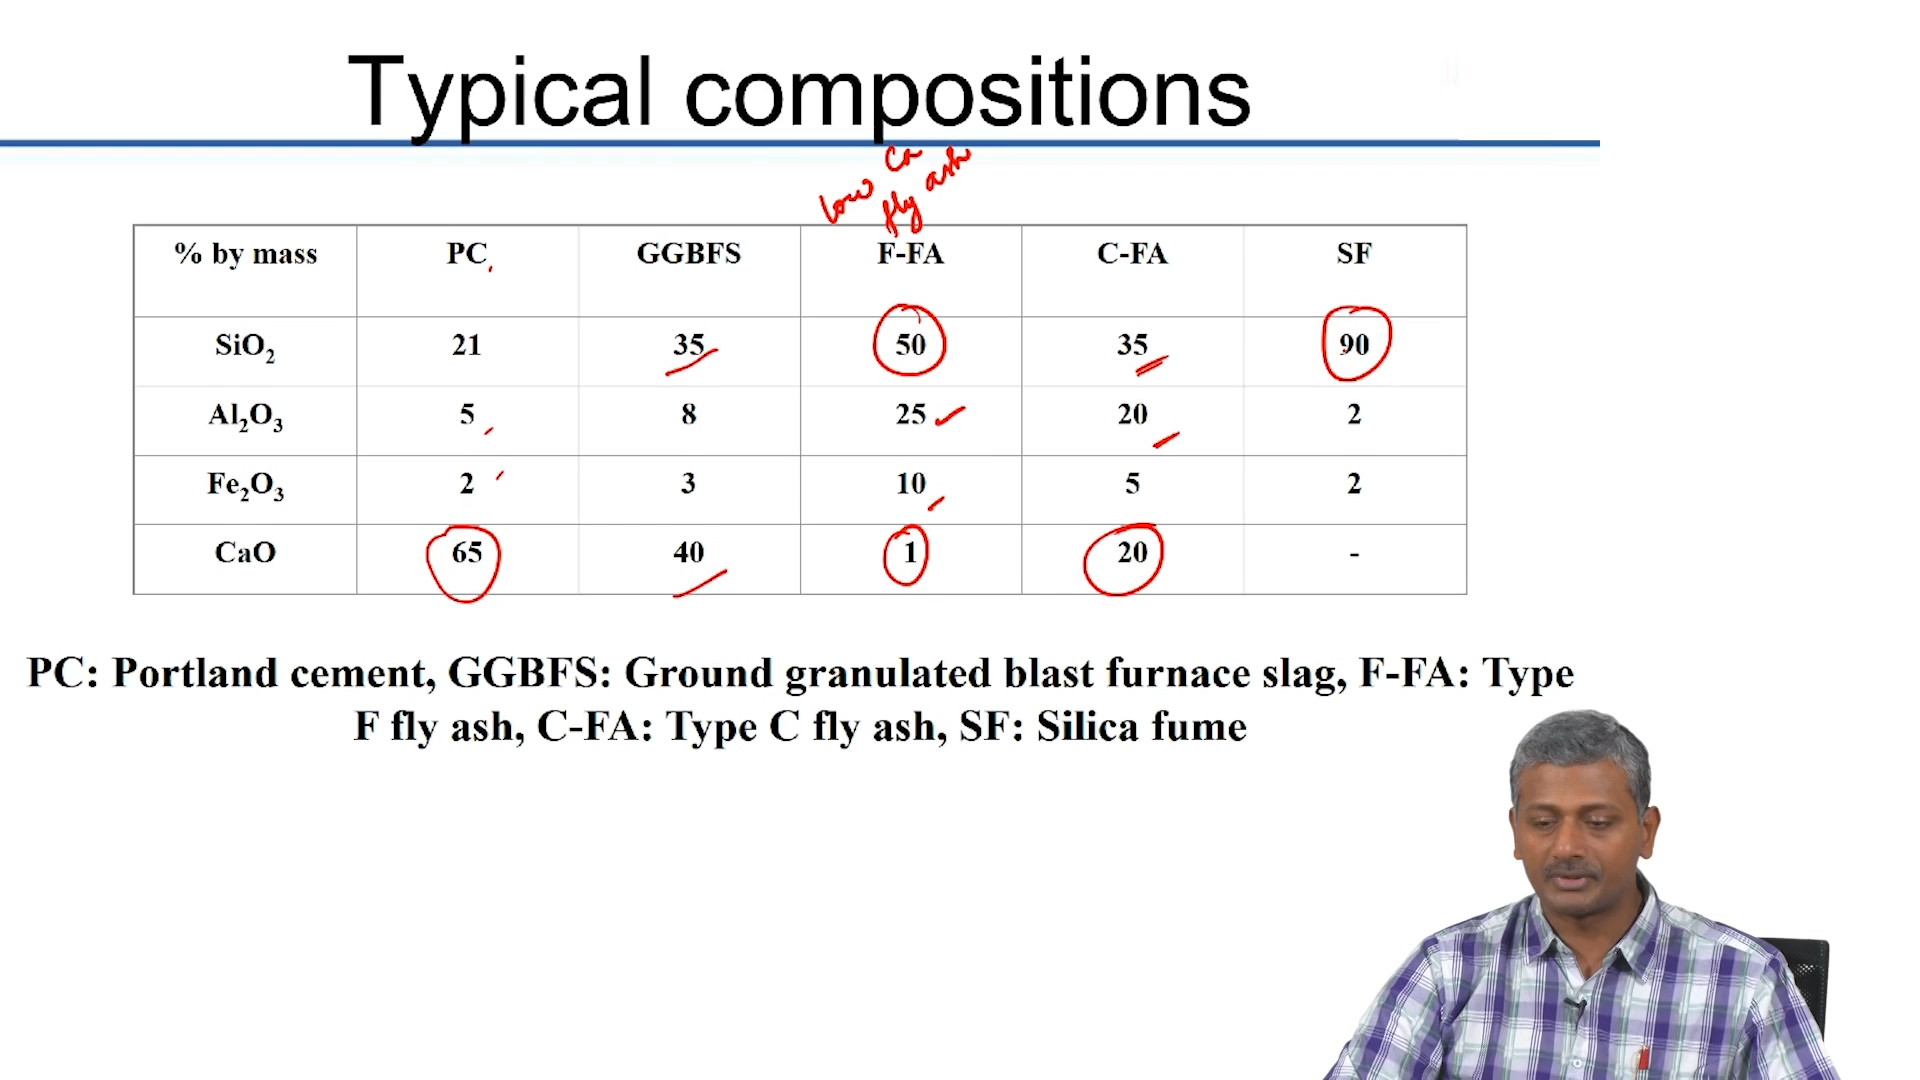 Typical compositions
low Ca
fly ash
% by mass PC GGBFS F-FA C-FA SF
SiO₂ 21 35 50 35 90
Al₂O₃ 5 8 25 20 2
Fe₂O₃ 2 3 10 5 2
CaO 65 40 1 20 -
PC: Portland cement, GGBFS: Ground granulated blast furnace slag, F-FA: Type
F fly ash, C-FA: Type C fly ash, SF: Silica fume